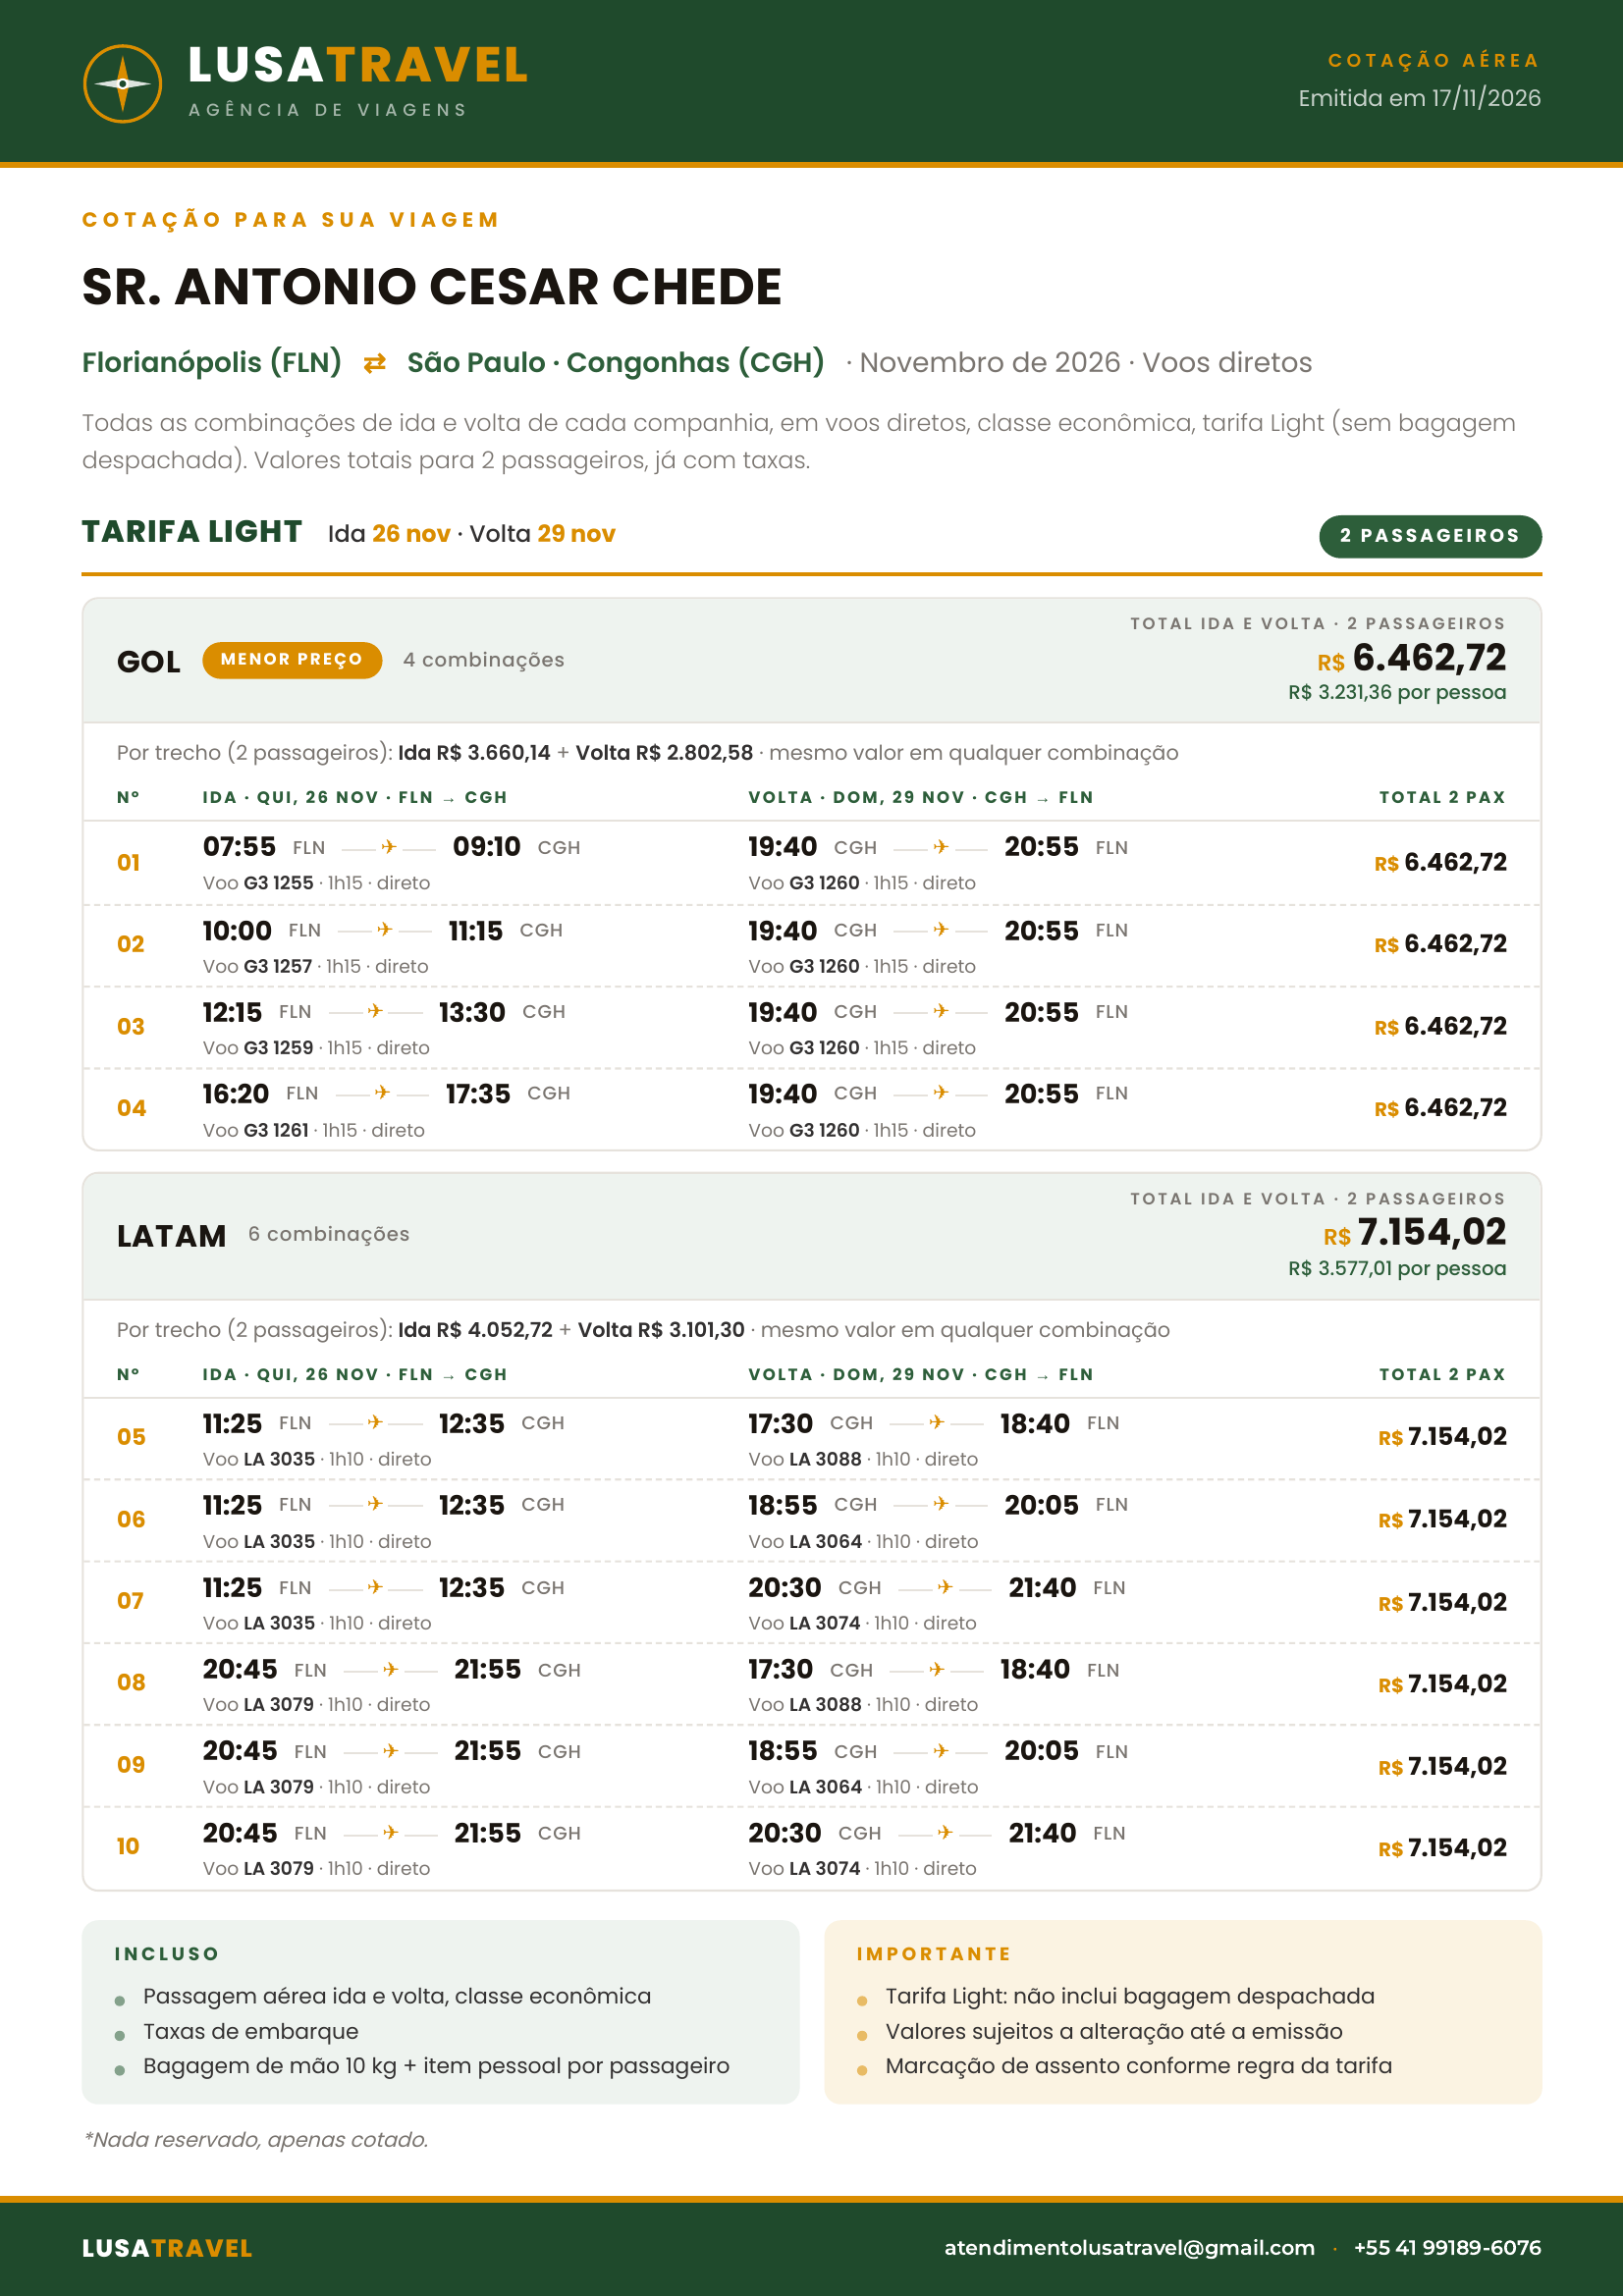 LUSATRAVEL
AGÊNCIA DE VIAGENS
COTAÇÃO AÉREA
Emitida em 17/11/2026
COTAÇÃO PARA SUA VIAGEM
SR. ANTONIO CESAR CHEDE
Florianópolis (FLN) ⇄ São Paulo · Congonhas (CGH) · Novembro de 2026 · Voos diretos
Todas as combinações de ida e volta de cada companhia, em voos diretos, classe econômica, tarifa Light (sem bagagem
despachada). Valores totais para 2 passageiros, já com taxas.
TARIFA LIGHT Ida 26 nov · Volta 29 nov
2 PASSAGEIROS
GOL MENOR PREÇO 4 combinações
TOTAL IDA E VOLTA · 2 PASSAGEIROS
R$ 6.462,72
R$ 3.231,36 por pessoa
Por trecho (2 passageiros): Ida R$ 3.660,14 + Volta R$ 2.802,58 · mesmo valor em qualquer combinação
Nº IDA · QUI, 26 NOV · FLN → CGH VOLTA · DOM, 29 NOV · CGH → FLN TOTAL 2 PAX
01 07:55 FLN ✈ 09:10 CGH 19:40 CGH ✈ 20:55 FLN R$ 6.462,72
Voo G3 1255 · 1h15 · direto Voo G3 1260 · 1h15 · direto
02 10:00 FLN ✈ 11:15 CGH 19:40 CGH ✈ 20:55 FLN R$ 6.462,72
Voo G3 1257 · 1h15 · direto Voo G3 1260 · 1h15 · direto
03 12:15 FLN ✈ 13:30 CGH 19:40 CGH ✈ 20:55 FLN R$ 6.462,72
Voo G3 1259 · 1h15 · direto Voo G3 1260 · 1h15 · direto
04 16:20 FLN ✈ 17:35 CGH 19:40 CGH ✈ 20:55 FLN R$ 6.462,72
Voo G3 1261 · 1h15 · direto Voo G3 1260 · 1h15 · direto
LATAM 6 combinações
TOTAL IDA E VOLTA · 2 PASSAGEIROS
R$ 7.154,02
R$ 3.577,01 por pessoa
Por trecho (2 passageiros): Ida R$ 4.052,72 + Volta R$ 3.101,30 · mesmo valor em qualquer combinação
Nº IDA · QUI, 26 NOV · FLN → CGH VOLTA · DOM, 29 NOV · CGH → FLN TOTAL 2 PAX
05 11:25 FLN ✈ 12:35 CGH 17:30 CGH ✈ 18:40 FLN R$ 7.154,02
Voo LA 3035 · 1h10 · direto Voo LA 3088 · 1h10 · direto
06 11:25 FLN ✈ 12:35 CGH 18:55 CGH ✈ 20:05 FLN R$ 7.154,02
Voo LA 3035 · 1h10 · direto Voo LA 3064 · 1h10 · direto
07 11:25 FLN ✈ 12:35 CGH 20:30 CGH ✈ 21:40 FLN R$ 7.154,02
Voo LA 3035 · 1h10 · direto Voo LA 3074 · 1h10 · direto
08 20:45 FLN ✈ 21:55 CGH 17:30 CGH ✈ 18:40 FLN R$ 7.154,02
Voo LA 3079 · 1h10 · direto Voo LA 3088 · 1h10 · direto
09 20:45 FLN ✈ 21:55 CGH 18:55 CGH ✈ 20:05 FLN R$ 7.154,02
Voo LA 3079 · 1h10 · direto Voo LA 3064 · 1h10 · direto
10 20:45 FLN ✈ 21:55 CGH 20:30 CGH ✈ 21:40 FLN R$ 7.154,02
Voo LA 3079 · 1h10 · direto Voo LA 3074 · 1h10 · direto
INCLUSO
Passagem aérea ida e volta, classe econômica
Taxas de embarque
Bagagem de mão 10 kg + item pessoal por passageiro
IMPORTANTE
Tarifa Light: não inclui bagagem despachada
Valores sujeitos a alteração até a emissão
Marcação de assento conforme regra da tarifa
*Nada reservado, apenas cotado.
LUSATRAVEL
atendimentolusatravel@gmail.com · +55 41 99189-6076